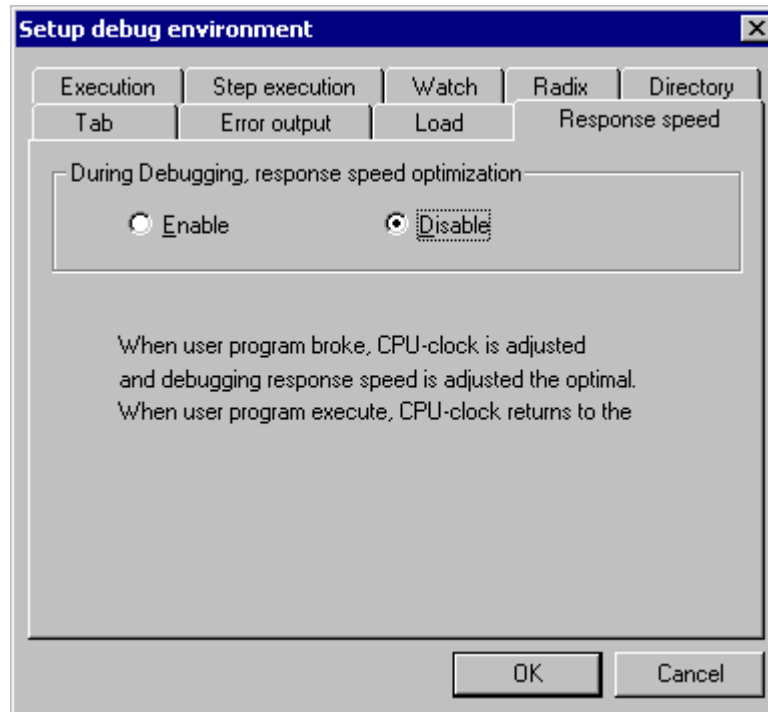 Setup debug environment
Execution Step execution Watch Radix Directory
Tab Error output Load Response speed
During Debugging, response speed optimization
Enable Disable
When user program broke, CPU-clock is adjusted
and debugging response speed is adjusted the optimal.
When user program execute, CPU-clock returns to the
OK Cancel